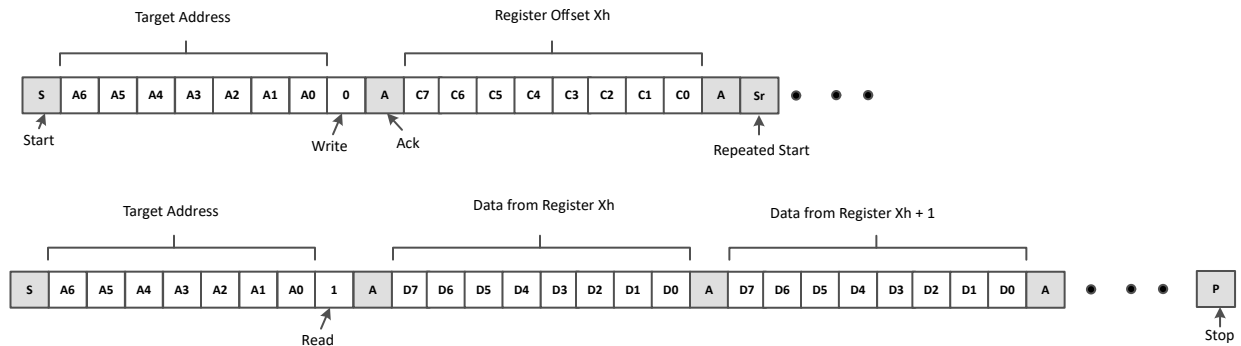 Target Address Register Offset Xh
S A6 A5 A4 A3 A2 A1 A0 0 A C7 C6 C5 C4 C3 C2 C1 C0 A Sr
Start Write Ack Repeated Start
Target Address Data from Register Xh Data from Register Xh + 1
S A6 A5 A4 A3 A2 A1 A0 1 A D7 D6 D5 D4 D3 D2 D1 D0 A D7 D6 D5 D4 D3 D2 D1 D0 A P
Read Stop